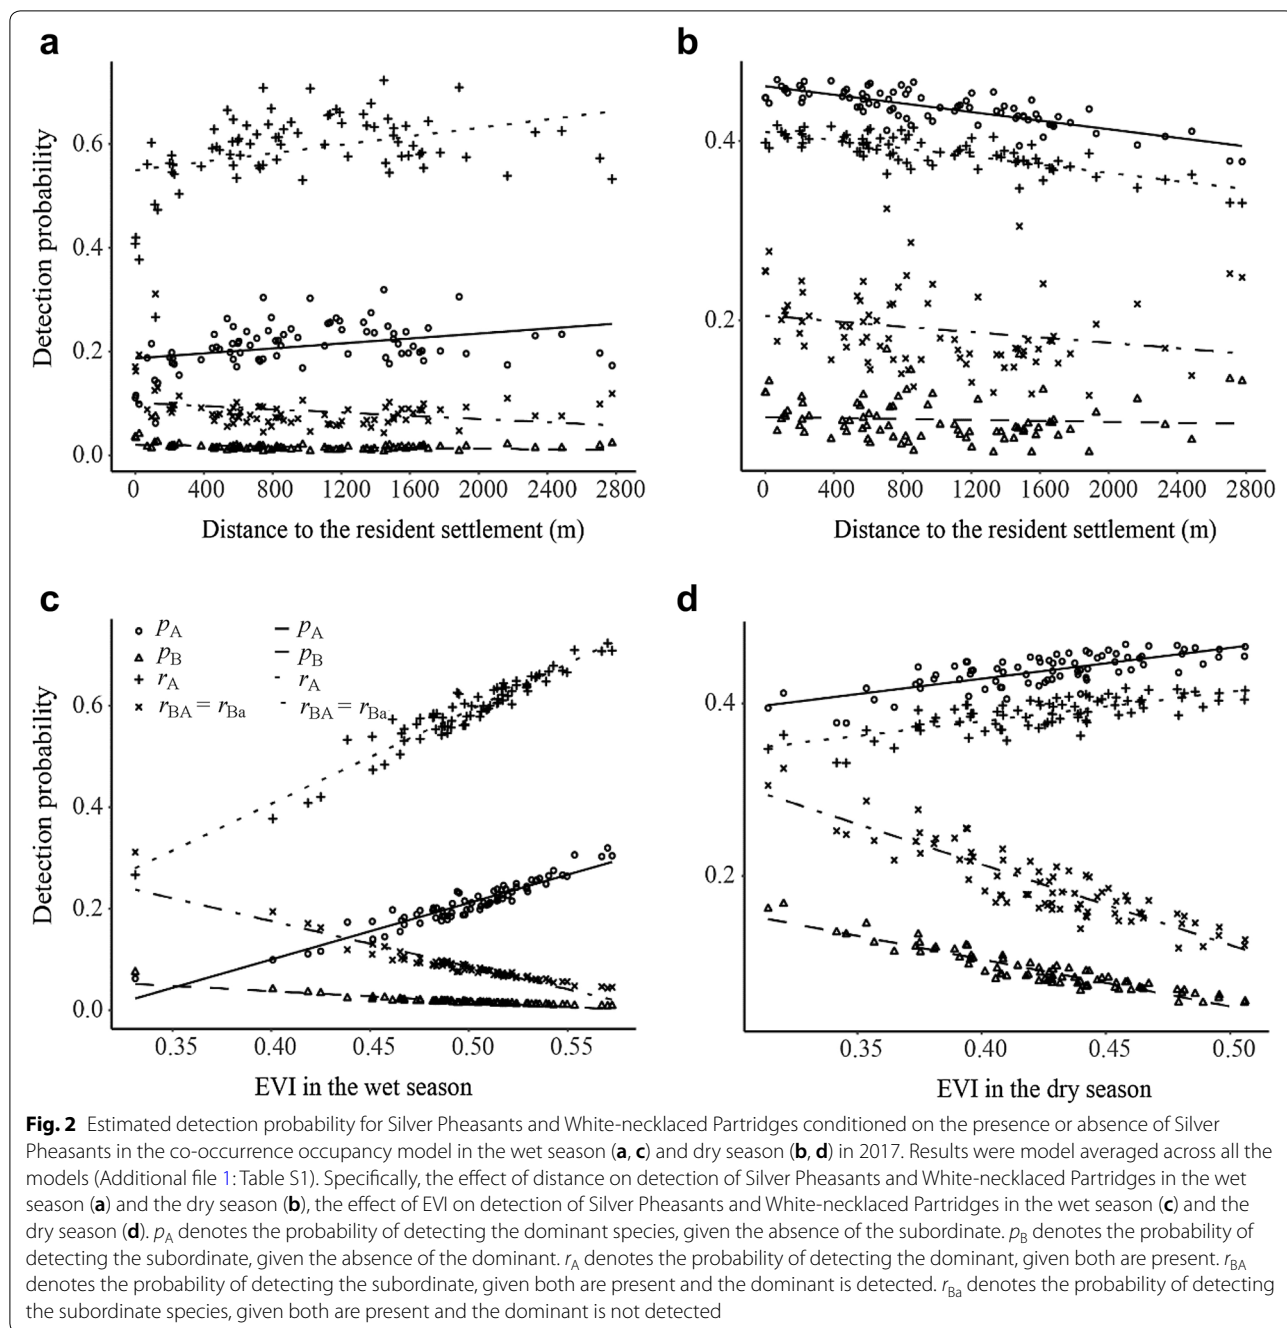 a
b
Detection probability
0.6
0.4
0.2
0.0
0 400 800 1200 1600 2000 2400 2800
Distance to the resident settlement (m)
0.4
0.2
0 400 800 1200 1600 2000 2400 2800
Distance to the resident settlement (m)
c
d
Detection probability
p_A p_A
p_B p_B
r_A r_A
r_BA = r_Ba r_BA = r_Ba
0.6
0.4
0.2
0.0
0.35 0.40 0.45 0.50 0.55
EVI in the wet season
0.4
0.2
0.35 0.40 0.45 0.50
EVI in the dry season
Fig. 2 Estimated detection probability for Silver Pheasants and White-necklaced Partridges conditioned on the presence or absence of Silver
Pheasants in the co-occurrence occupancy model in the wet season (a, c) and dry season (b, d) in 2017. Results were model averaged across all the
models (Additional file 1: Table S1). Specifically, the effect of distance on detection of Silver Pheasants and White-necklaced Partridges in the wet
season (a) and the dry season (b), the effect of EVI on detection of Silver Pheasants and White-necklaced Partridges in the wet season (c) and the
dry season (d). p_A denotes the probability of detecting the dominant species, given the absence of the subordinate. p_B denotes the probability of
detecting the subordinate, given the absence of the dominant. r_A denotes the probability of detecting the dominant, given both are present. r_BA
denotes the probability of detecting the subordinate, given both are present and the dominant is detected. r_Ba denotes the probability of detecting
the subordinate species, given both are present and the dominant is not detected